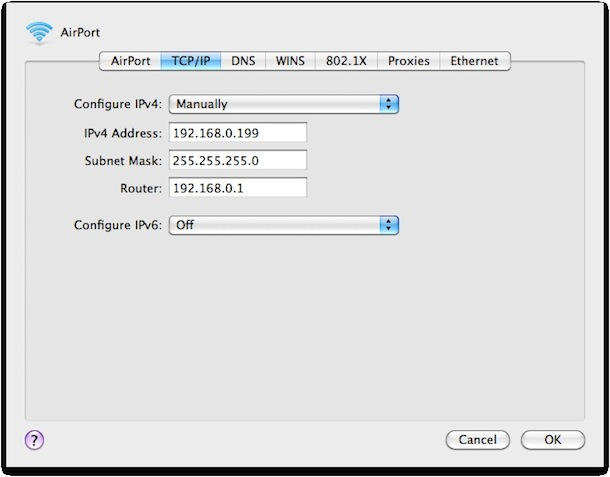 AirPort
AirPort TCP/IP DNS WINS 802.1X Proxies Ethernet
Configure IPv4: Manually
IPv4 Address: 192.168.0.199
Subnet Mask: 255.255.255.0
Router: 192.168.0.1
Configure IPv6: Off
? Cancel OK